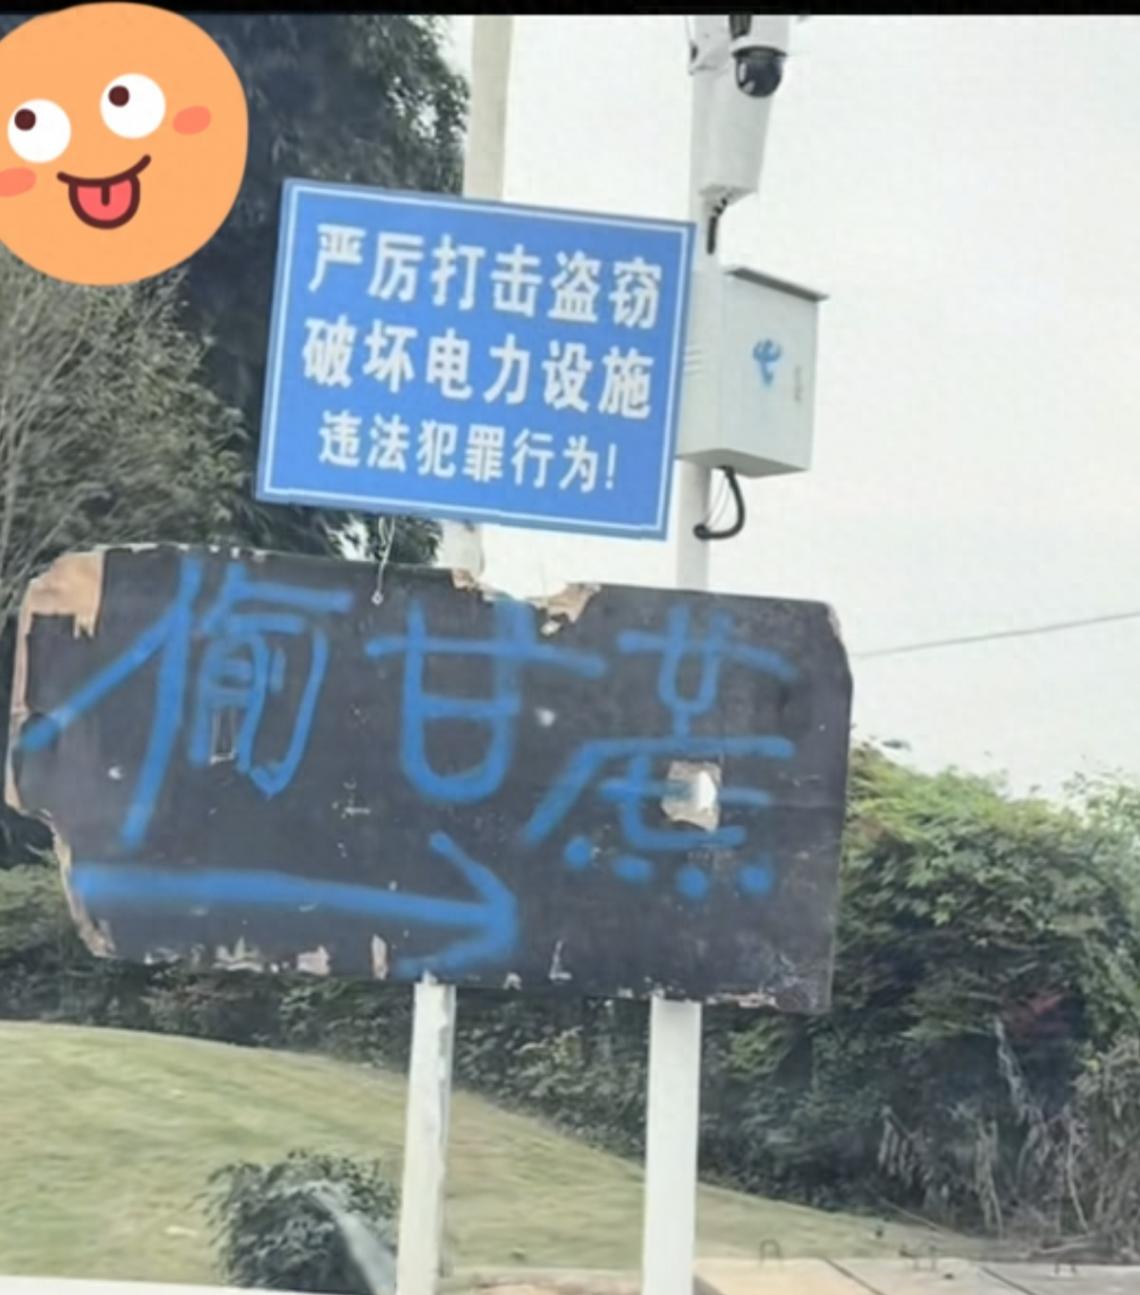 严厉打击盗窃
破坏电力设施
违法犯罪行为!
偷甘蔗